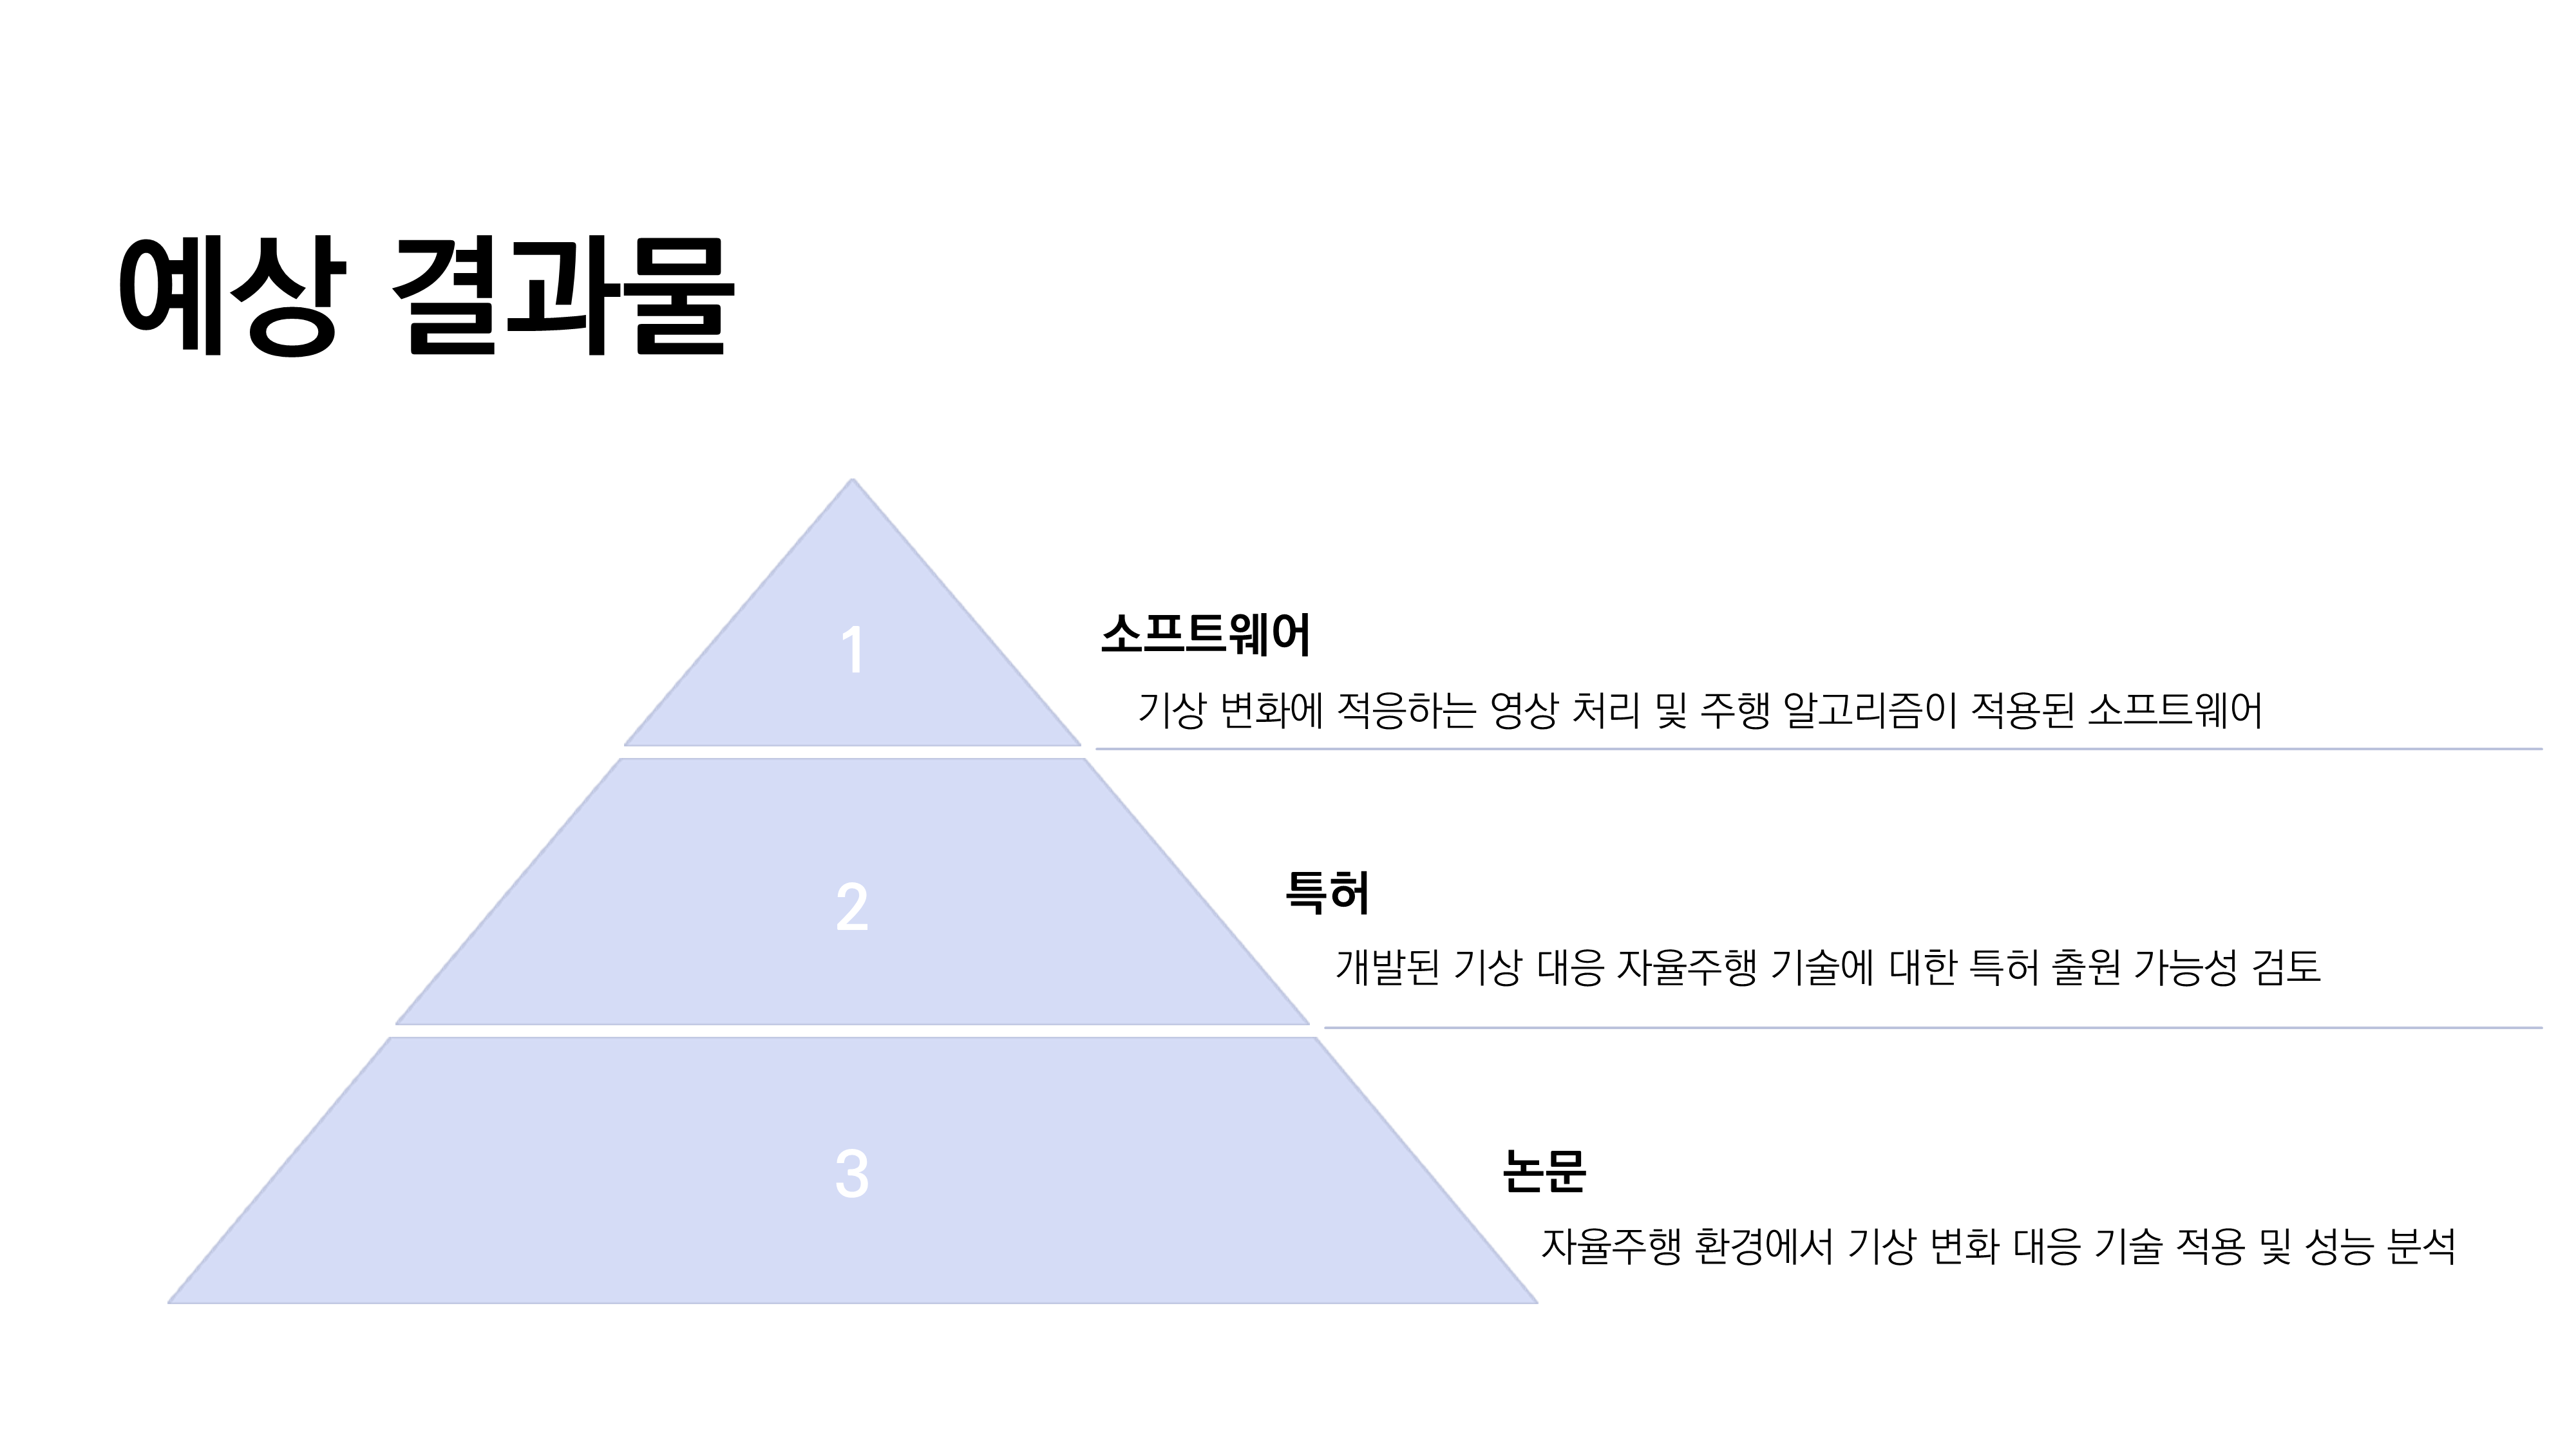 예상 결과물
1
소프트웨어
기상 변화에 적응하는 영상 처리 및 주행 알고리즘이 적용된 소프트웨어
2
특허
개발된 기상 대응 자율주행 기술에 대한 특허 출원 가능성 검토
3
논문
자율주행 환경에서 기상 변화 대응 기술 적용 및 성능 분석